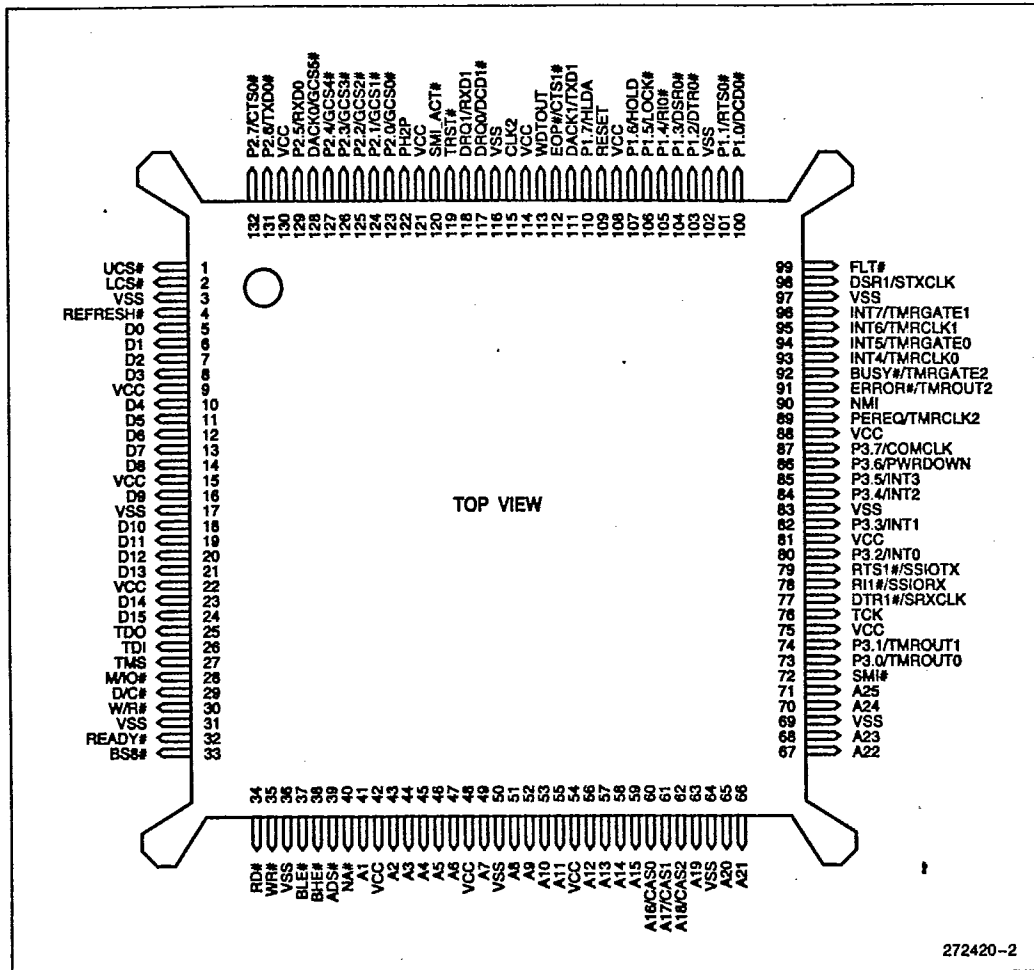 P2.7/CTS0#
P2.6/TXD0#
VCC
P2.5/RXD0
DACK0/GCS5#
P2.4/GCS4#
P2.3/GCS3#
P2.2/GCS2#
P2.1/GCS1#
P2.0/GCS0#
PH2P
VCC
SMI_ACT#
TRST#
DRQ1/RXD1
DRQ0/DCD1#
VSS
CLK2
VCC
WDTOUT
EOP#/CTS1#
DACK1/TXD1
P1.7/HLDA
RESET
VCC
P1.6/HOLD
P1.5/LOCK#
P1.4/RI0#
P1.3/DSR0#
P1.2/DTR0#
VSS
P1.1/RTS0#
P1.0/DCD0#
132 131 130 129 128 127 126 125 124 123 122 121 120 119 118 117 116 115 114 113 112 111 110 109 108 107 106 105 104 103 102 101 100
UCS# 1
LCS# 2
VSS 3
REFRESH# 4
D0 5
D1 6
D2 7
D3 8
VCC 9
D4 10
D5 11
D6 12
D7 13
D8 14
VCC 15
D9 16
VSS 17
D10 18
D11 19
D12 20
D13 21
VCC 22
D14 23
D15 24
TDO 25
TDI 26
TMS 27
M/IO# 28
D/C# 29
W/R# 30
VSS 31
READY# 32
BS8# 33
TOP VIEW
99 FLT#
98 DSR1/STXCLK
97 VSS
96 INT7/TMRGATE1
95 INT6/TMRCLK1
94 INT5/TMRGATE0
93 INT4/TMRCLK0
92 BUSY#/TMRGATE2
91 ERROR#/TMROUT2
90 NMI
89 PEREQ/TMRCLK2
88 VCC
87 P3.7/COMCLK
86 P3.6/PWRDOWN
85 P3.5/INT3
84 P3.4/INT2
83 VSS
82 P3.3/INT1
81 VCC
80 P3.2/INT0
79 RTS1#/SSIOTX
78 RI1#/SSIORX
77 DTR1#/SRXCLK
76 TCK
75 VCC
74 P3.1/TMROUT1
73 P3.0/TMROUT0
72 SMI#
71 A25
70 A24
69 VSS
68 A23
67 A22
34 35 36 37 38 39 40 41 42 43 44 45 46 47 48 49 50 51 52 53 54 55 56 57 58 59 60 61 62 63 64 65 66
RD#
WR#
VSS
BLE#
BHE#
ADS#
NA#
A1
VCC
A2
A3
A4
A5
A6
VCC
A7
VSS
A8
A9
A10
A11
VCC
A12
A13
A14
A15
A16/CAS0
A17/CAS1
A18/CAS2
A19
VSS
A20
A21
272420-2